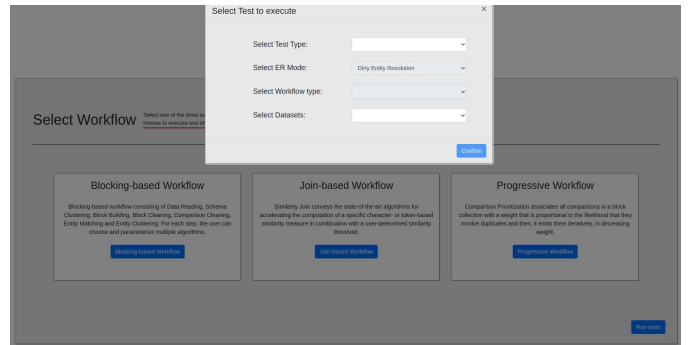 Select Test to execute
×
Select Test Type:
Select ER Mode:
Dirty Entity Resolution
Select Workflow type:
Select Datasets:
Confirm
Select Workflow
Select one of the three
choose to execute one of
Blocking-based Workflow
Blocking-based workflow consisting of Data Reading, Schema
Clustering, Block Building, Block Cleaning, Comparison Cleaning,
Entity Matching and Entity Clustering. For each step, the user can
choose and parameterize multiple algorithms.
Blocking-based Workflow
Join-based Workflow
Similarity Join conveys the state-of-the-art algorithms for
accelerating the computation of a specific character- or token-based
similarity measure in combination with a user-determined similarity
threshold.
Join-based Workflow
Progressive Workflow
Comparison Prioritization associates all comparisons in a block
collection with a weight that is proportional to the likelihood that they
involve duplicates and then, it emits them iteratively, in decreasing
weight.
Progressive Workflow
Run tests